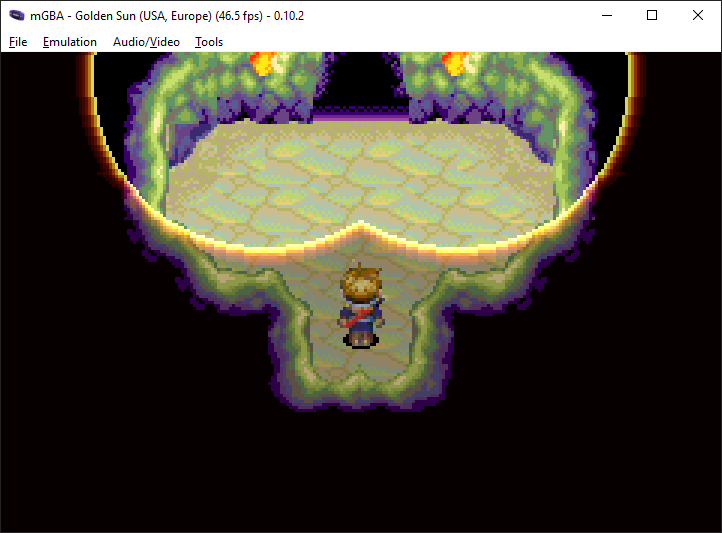 mGBA - Golden Sun (USA, Europe) (46.5 fps) - 0.10.2
File Emulation Audio/Video Tools